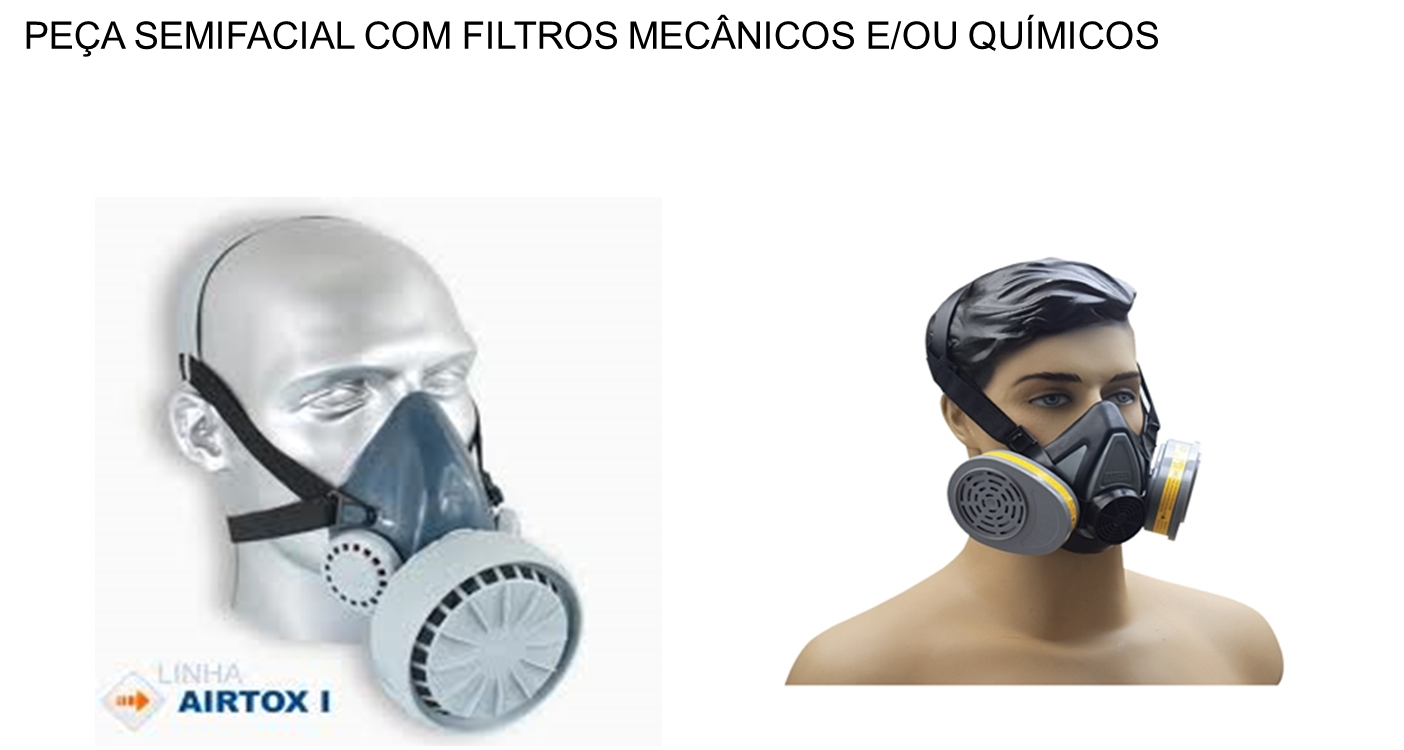 PEÇA SEMIFACIAL COM FILTROS MECÂNICOS E/OU QUÍMICOS
LINHA
AIRTOX I